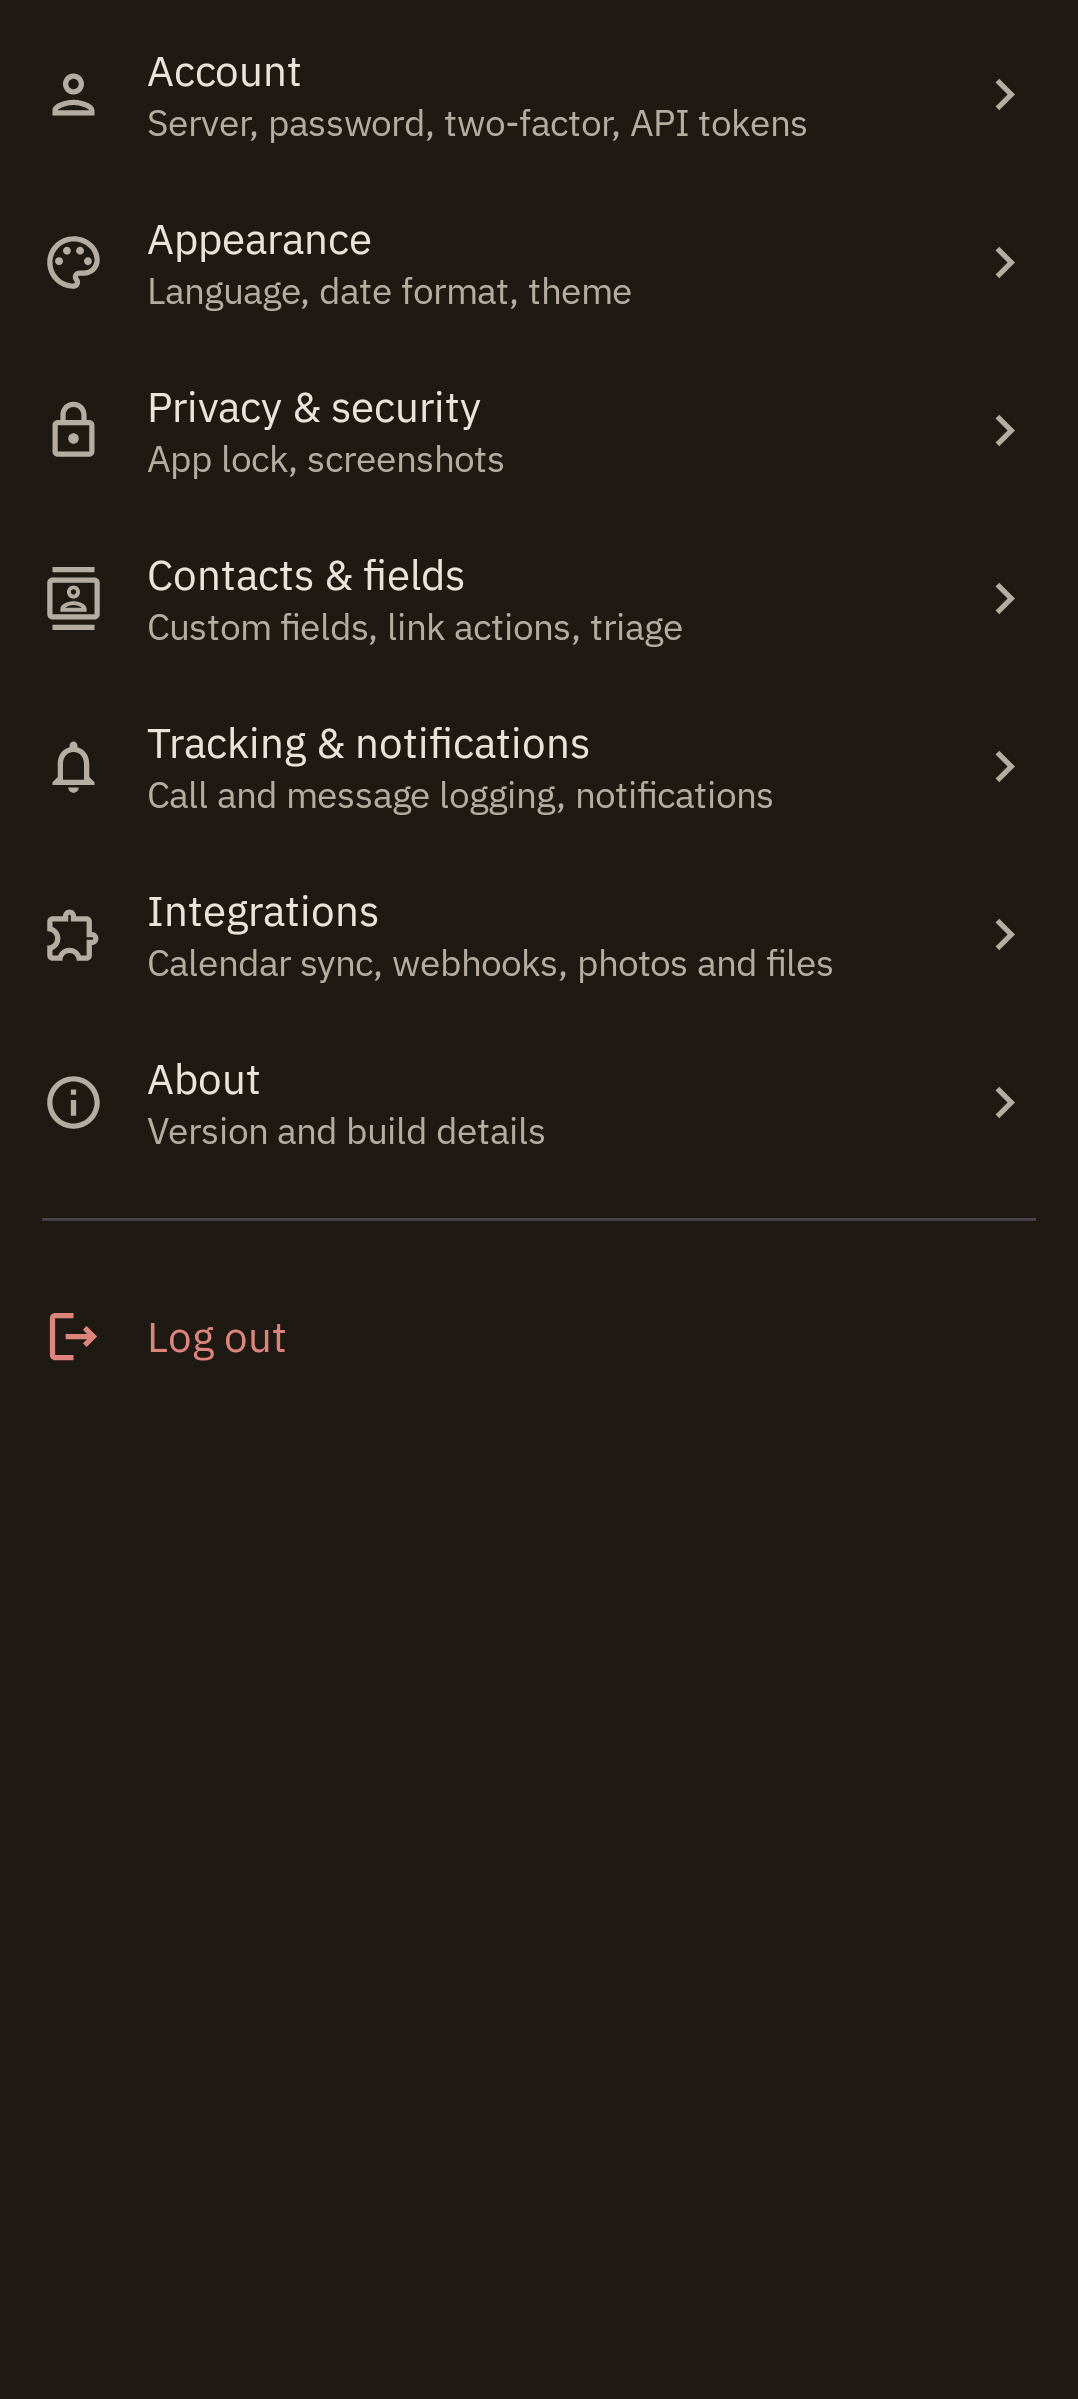 Account
Server, password, two-factor, API tokens
Appearance
Language, date format, theme
Privacy & security
App lock, screenshots
Contacts & fields
Custom fields, link actions, triage
Tracking & notifications
Call and message logging, notifications
Integrations
Calendar sync, webhooks, photos and files
About
Version and build details
Log out